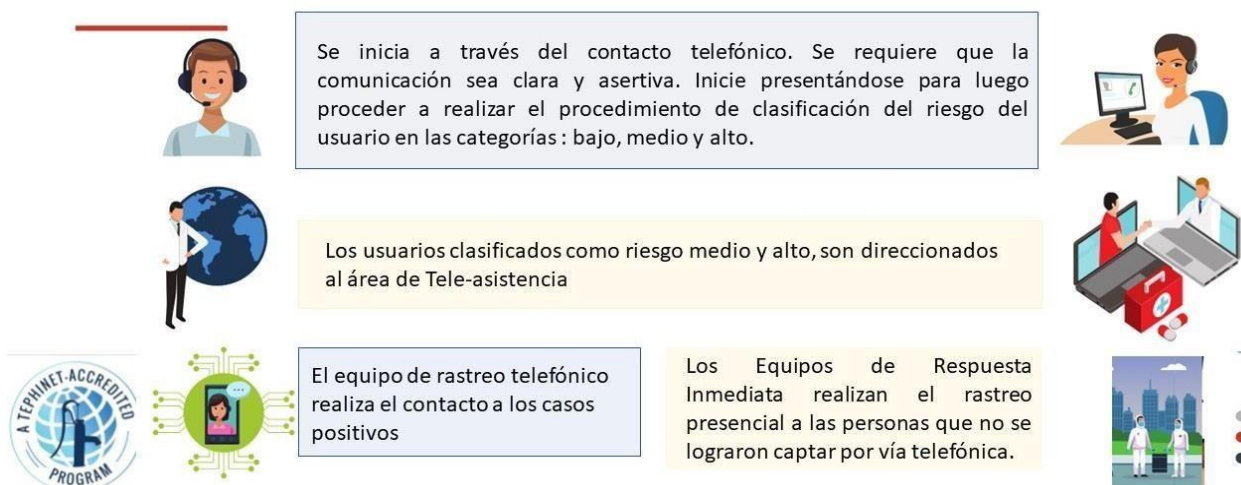 Se inicia a través del contacto telefónico. Se requiere que la
comunicación sea clara y asertiva. Inicie presentándose para luego
proceder a realizar el procedimiento de clasificación del riesgo del
usuario en las categorías : bajo, medio y alto.
Los usuarios clasificados como riesgo medio y alto, son direccionados
al área de Tele-asistencia
A TEPHINET-ACCREDITED
PROGRAM
El equipo de rastreo telefónico
realiza el contacto a los casos
positivos
Los Equipos de Respuesta
Inmediata realizan el rastreo
presencial a las personas que no se
lograron captar por vía telefónica.